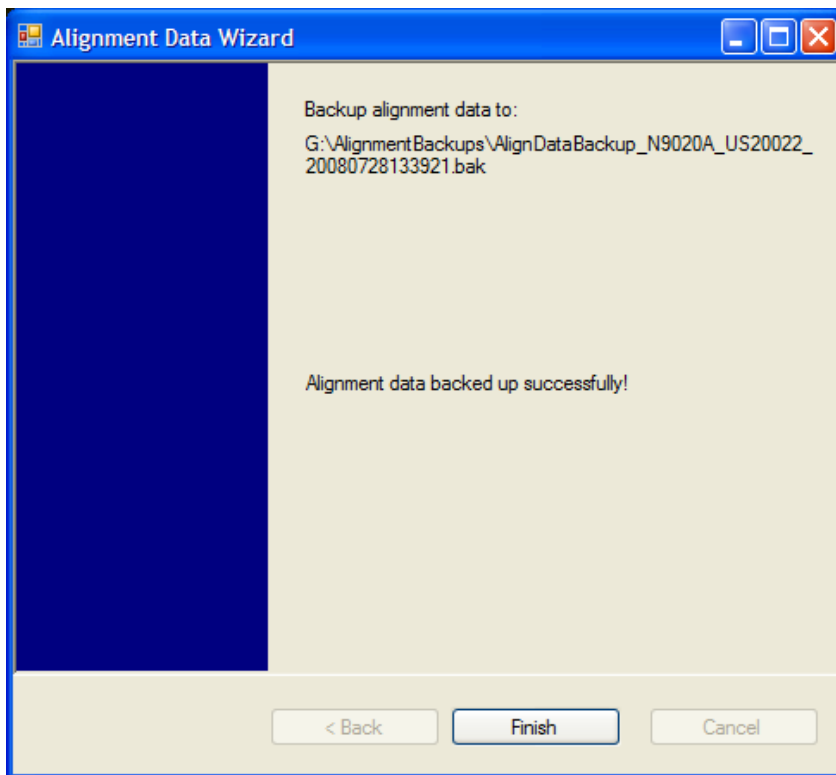 Alignment Data Wizard
Backup alignment data to:
G:\AlignmentBackups\AlignDataBackup_N9020A_US20022_
20080728133921.bak
Alignment data backed up successfully!
< Back
Finish
Cancel